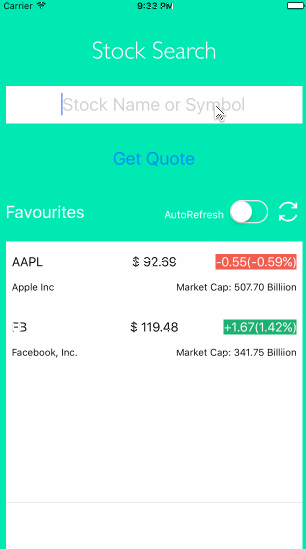 Carrier 9:33 PM
Stock Search
Stock Name or Symbol
Get Quote
Favourites AutoRefresh
AAPL $ 92.69 -0.55(-0.59%)
Apple Inc Market Cap: 507.70 Billiion
FB $ 119.48 +1.67(1.42%)
Facebook, Inc. Market Cap: 341.75 Billiion